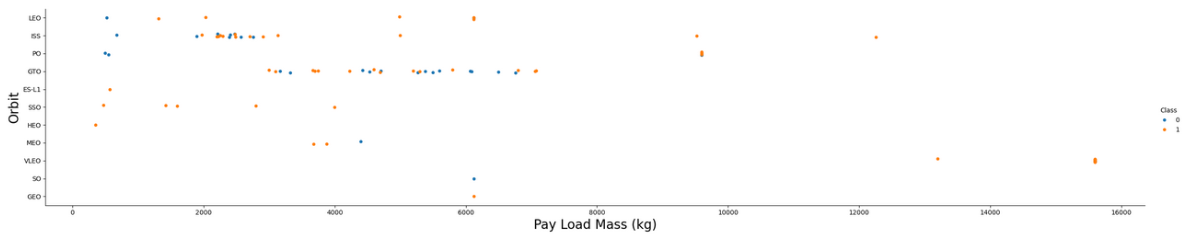 LEO
ISS
PO
GTO
ES-L1
SSO
HEO
MEO
VLEO
SO
GEO
Orbit
0 2000 4000 6000 8000 10000 12000 14000 16000
Pay Load Mass (kg)
Class
0
1